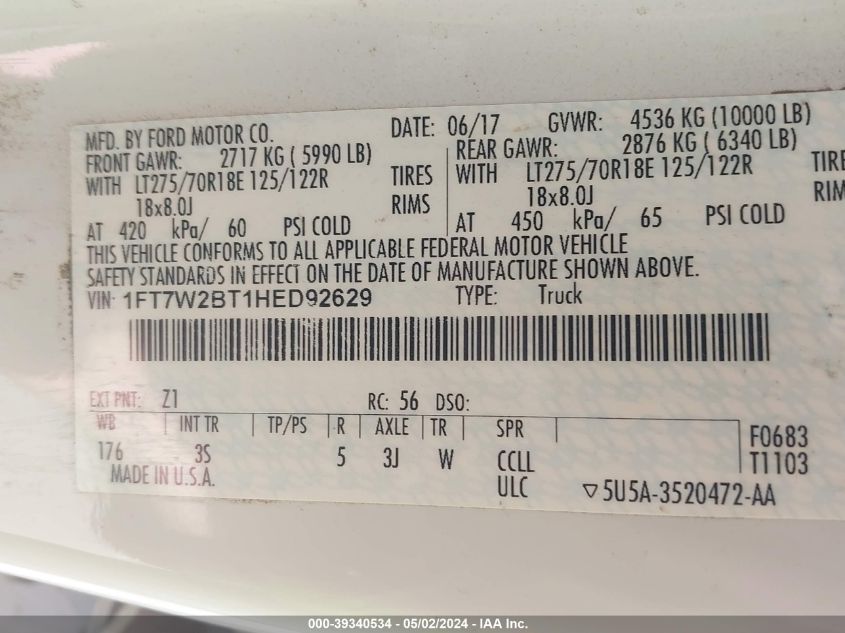 MFD. BY FORD MOTOR CO. DATE: 06/17 GVWR: 4536 KG (10000 LB)
FRONT GAWR: 2717 KG ( 5990 LB) REAR GAWR: 2876 KG ( 6340 LB)
WITH LT275/70R18E 125/122R TIRES WITH LT275/70R18E 125/122R TIRE
18x8.0J RIMS 18x8.0J RIM
AT 420 kPa/ 60 PSI COLD AT 450 kPa/ 65 PSI COLD
THIS VEHICLE CONFORMS TO ALL APPLICABLE FEDERAL MOTOR VEHICLE
SAFETY STANDARDS IN EFFECT ON THE DATE OF MANUFACTURE SHOWN ABOVE.
VIN: 1FT7W2BT1HED92629 TYPE: Truck
EXT PNT: Z1 RC: 56 DSO:
WB INT TR TP/PS R AXLE TR SPR F0683
176 3S 5 3J W CCLL T1103
MADE IN U.S.A. ULC 5U5A-3520472-AA
000-39340534 - 05/02/2024 - IAA Inc.